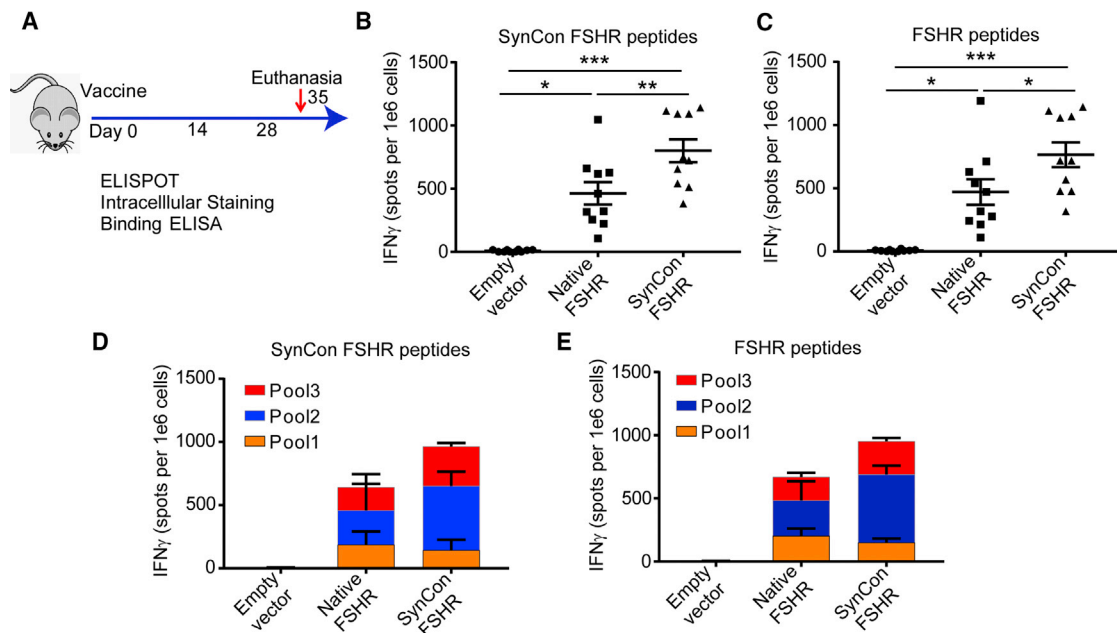 A
Vaccine
Euthanasia
35
Day 0
14
28
ELISPOT
Intracelllular Staining
Binding ELISA
B
SynCon FSHR peptides
IFNγ (spots per 1e6 cells)
1500
1000
500
0
***
*
**
Empty vector
Native FSHR
SynCon FSHR
C
FSHR peptides
IFNγ (spots per 1e6 cells)
1500
1000
500
0
***
*
*
Empty vector
Native FSHR
SynCon FSHR
D
SynCon FSHR peptides
IFNγ (spots per 1e6 cells)
1500
1000
500
0
Pool3
Pool2
Pool1
Empty vector
Native FSHR
SynCon FSHR
E
FSHR peptides
IFNγ (spots per 1e6 cells)
1500
1000
500
0
Pool3
Pool2
Pool1
Empty vector
Native FSHR
SynCon FSHR